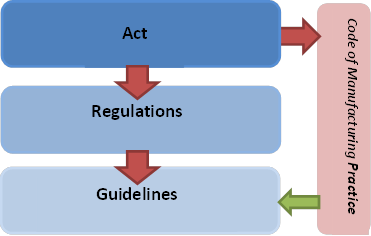 Act
Regulations
Guidelines
Code of Manufacturing Practice